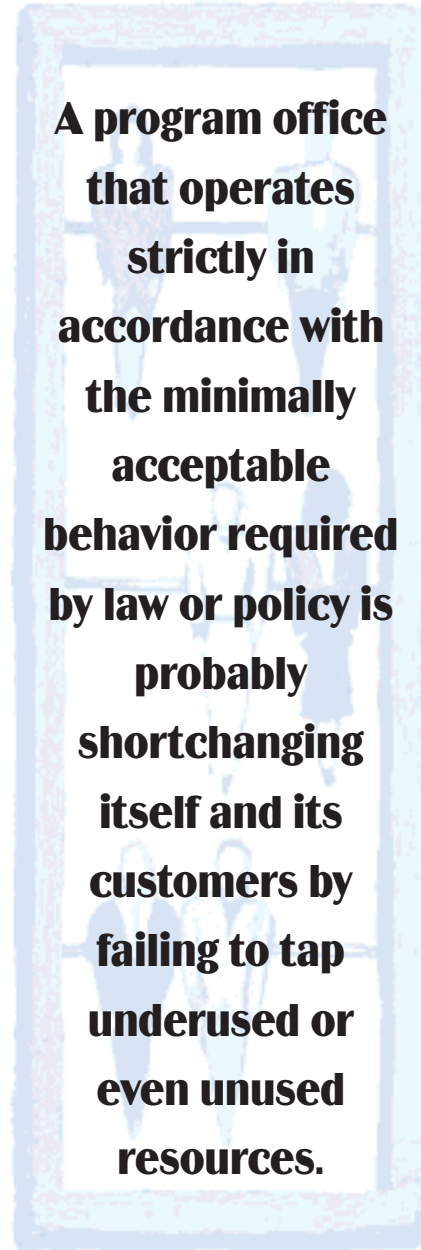 A program office
that operates
strictly in
accordance with
the minimally
acceptable
behavior required
by law or policy is
probably
shortchanging
itself and its
customers by
failing to tap
underused or
even unused
resources.